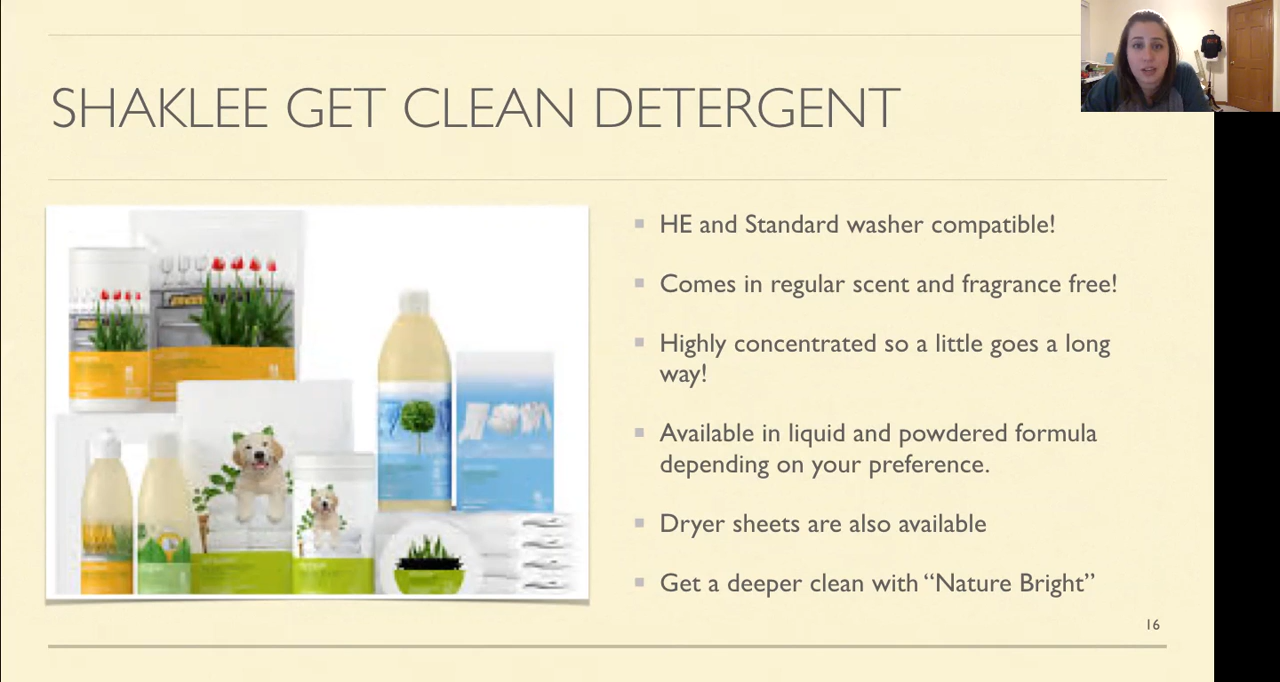 SHAKLEE GET CLEAN DETERGENT
HE and Standard washer compatible!
Comes in regular scent and fragrance free!
Highly concentrated so a little goes a long
way!
Available in liquid and powdered formula
depending on your preference.
Dryer sheets are also available
Get a deeper clean with “Nature Bright”
16